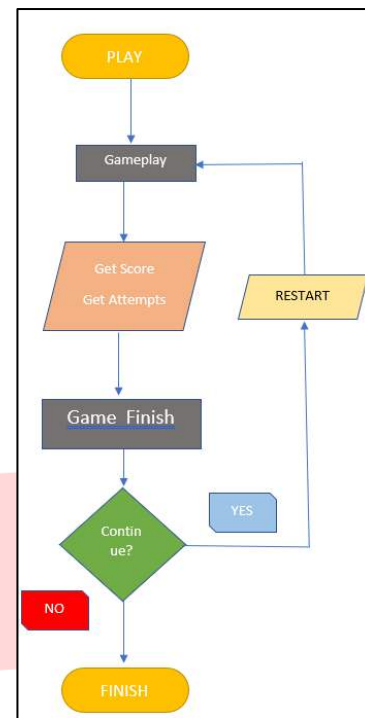 PLAY
Gameplay
Get Score
Get Attempts
RESTART
Game Finish
YES
Contin
ue?
NO
FINISH